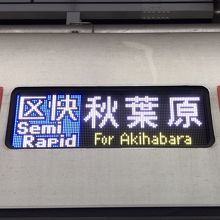 区快 秋葉原
Semi Rapid For Akihabara